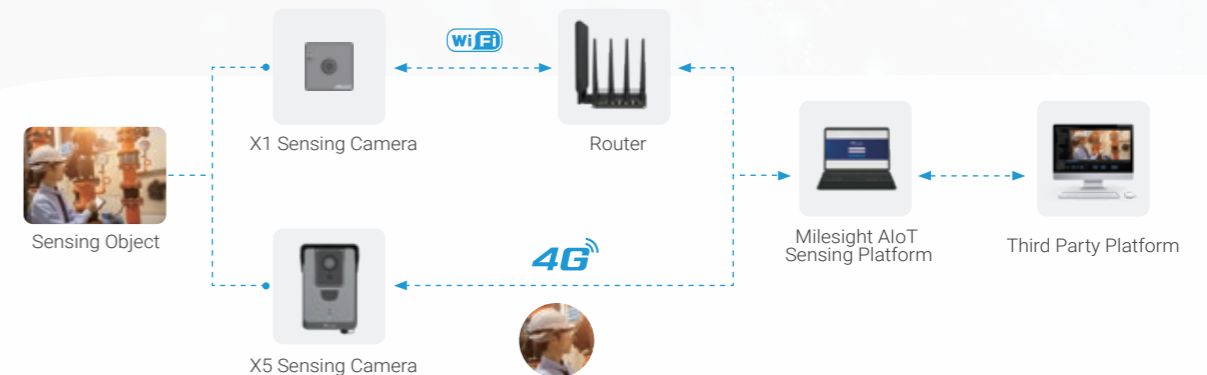 WiFi
X1 Sensing Camera
Router
Sensing Object
Milesight AIoT
Sensing Platform
Third Party Platform
4G
X5 Sensing Camera